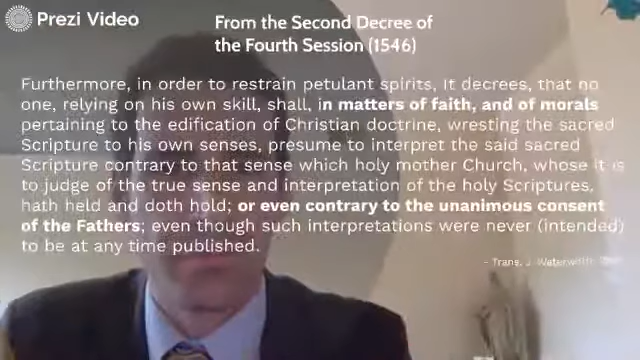 Prezi Video
From the Second Decree of
the Fourth Session (1546)
Furthermore, in order to restrain petulant spirits, It decrees, that no
one, relying on his own skill, shall, in matters of faith, and of morals
pertaining to the edification of Christian doctrine, wresting the sacred
Scripture to his own senses, presume to interpret the said sacred
Scripture contrary to that sense which holy mother Church, whose it is
to judge of the true sense and interpretation of the holy Scriptures,
hath held and doth hold; or even contrary to the unanimous consent
of the Fathers; even though such interpretations were never (intended)
to be at any time published.
- Trans. J. Waterworth